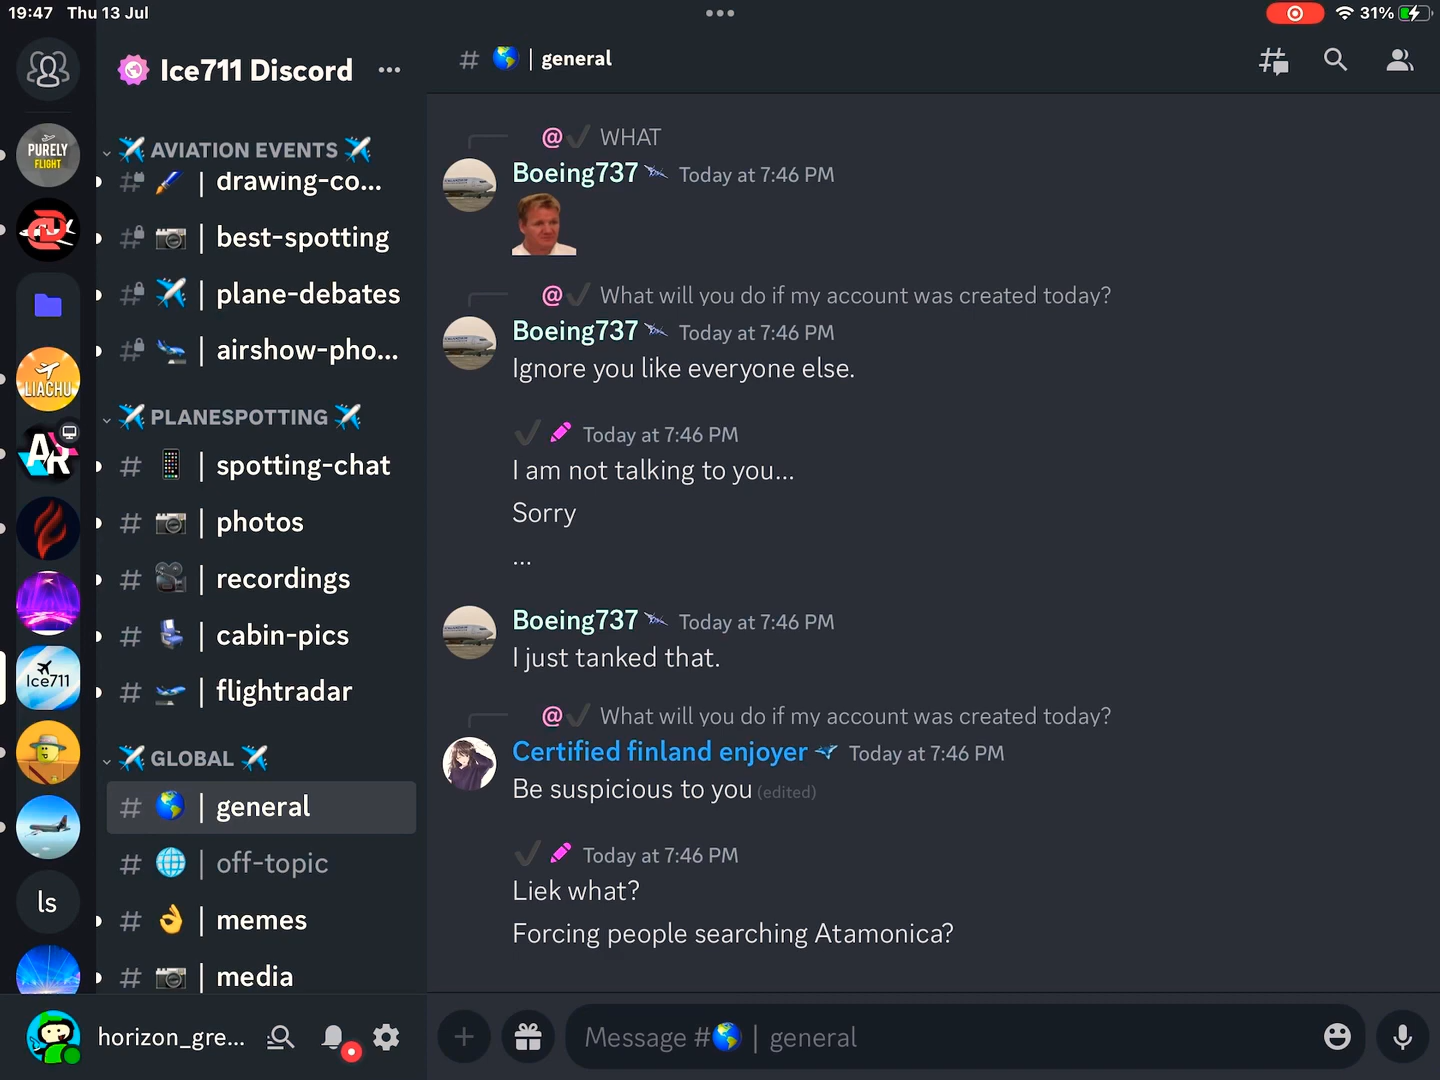 19:47 Thu 13 Jul
31%
PURELY
FLIGHT
LIACHU
AR
Ice711
ls
Ice711 Discord
AVIATION EVENTS
drawing-co...
best-spotting
plane-debates
airshow-pho...
PLANESPOTTING
spotting-chat
photos
recordings
cabin-pics
flightradar
GLOBAL
general
off-topic
memes
media
horizon_gre...
# 🌎 | general
@✔ WHAT
Boeing737 Today at 7:46 PM
@✔ What will you do if my account was created today?
Boeing737 Today at 7:46 PM
Ignore you like everyone else.
✔ Today at 7:46 PM
I am not talking to you...
Sorry
...
Boeing737 Today at 7:46 PM
I just tanked that.
@✔ What will you do if my account was created today?
Certified finland enjoyer Today at 7:46 PM
Be suspicious to you (edited)
✔ Today at 7:46 PM
Liek what?
Forcing people searching Atamonica?
Message #🌎 | general